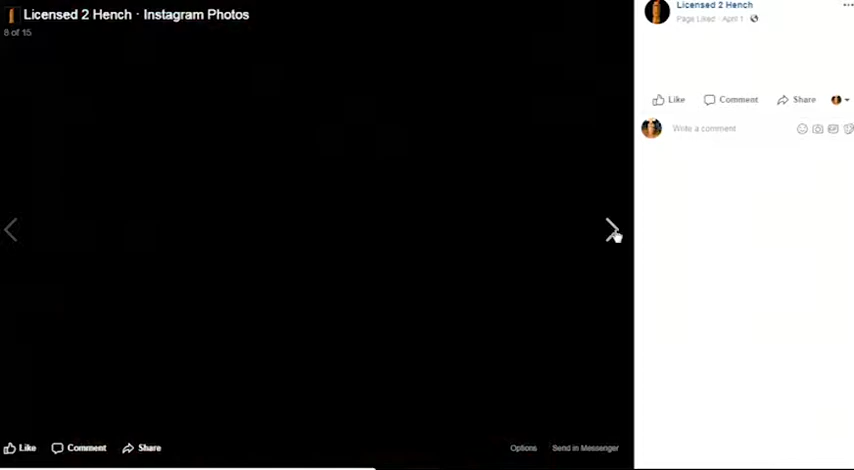 Licensed 2 Hench · Instagram Photos
8 of 15
Licensed 2 Hench
Page Liked · April 1 ·
Like Comment Share
Write a comment
Like Comment Share
Options Send in Messenger